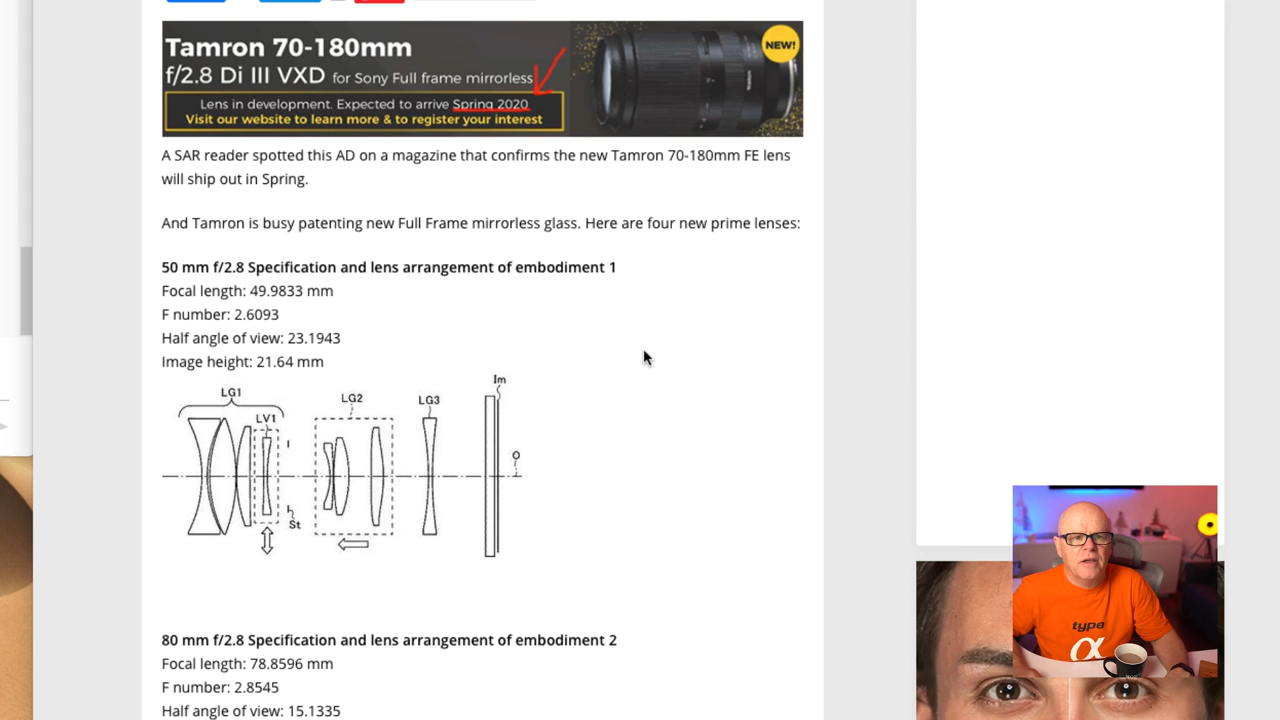 Tamron 70-180mm
f/2.8 Di III VXD for Sony Full frame mirrorless
Lens in development. Expected to arrive Spring 2020
Visit our website to learn more & to register your interest
NEW!
A SAR reader spotted this AD on a magazine that confirms the new Tamron 70-180mm FE lens
will ship out in Spring.
And Tamron is busy patenting new Full Frame mirrorless glass. Here are four new prime lenses:
50 mm f/2.8 Specification and lens arrangement of embodiment 1
Focal length: 49.9833 mm
F number: 2.6093
Half angle of view: 23.1943
Image height: 21.64 mm
Im
LG1
LG2
LG3
LV1
I
O
St
80 mm f/2.8 Specification and lens arrangement of embodiment 2
Focal length: 78.8596 mm
F number: 2.8545
Half angle of view: 15.1335
type
α